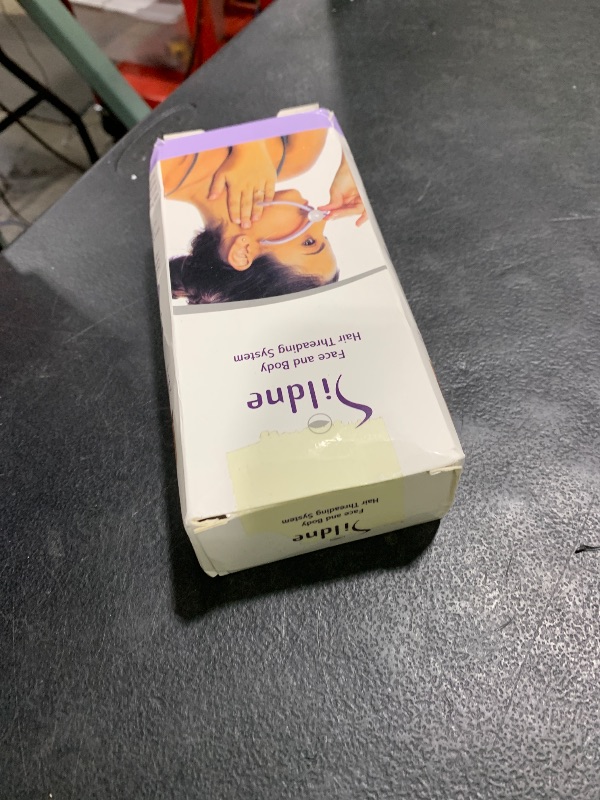 Sildne
Face and Body
Hair Threading System
Sildne
Face and Body
Hair Threading System